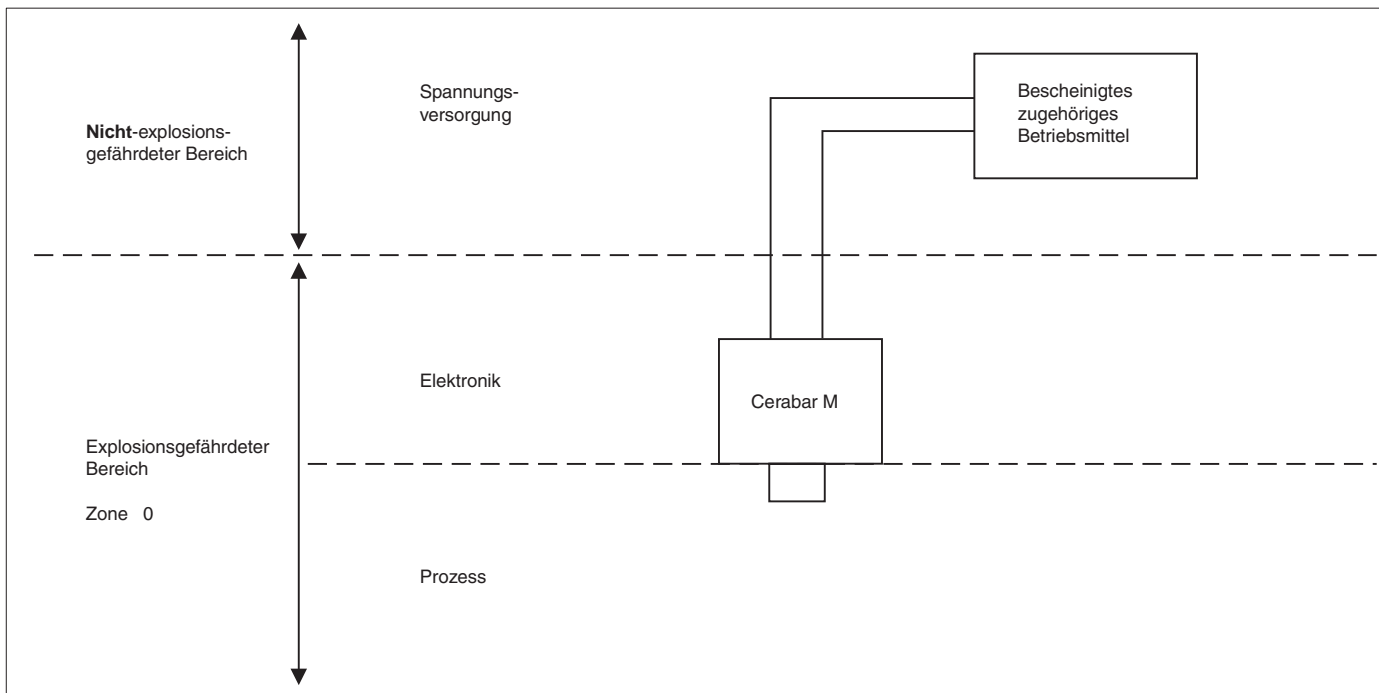 Nicht-explosions-
gefährdeter Bereich
Spannungs-
versorgung
Bescheinigtes
zugehöriges
Betriebsmittel
Elektronik
Cerabar M
Explosionsgefährdeter
Bereich
Zone 0
Prozess